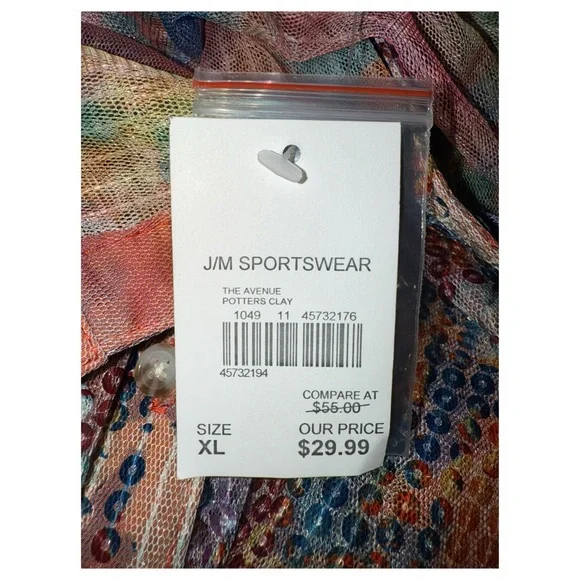 J/M SPORTSWEAR
THE AVENUE
POTTERS CLAY
1049 11 45732176
45732194
COMPARE AT
$55.00
SIZE OUR PRICE
XL $29.99